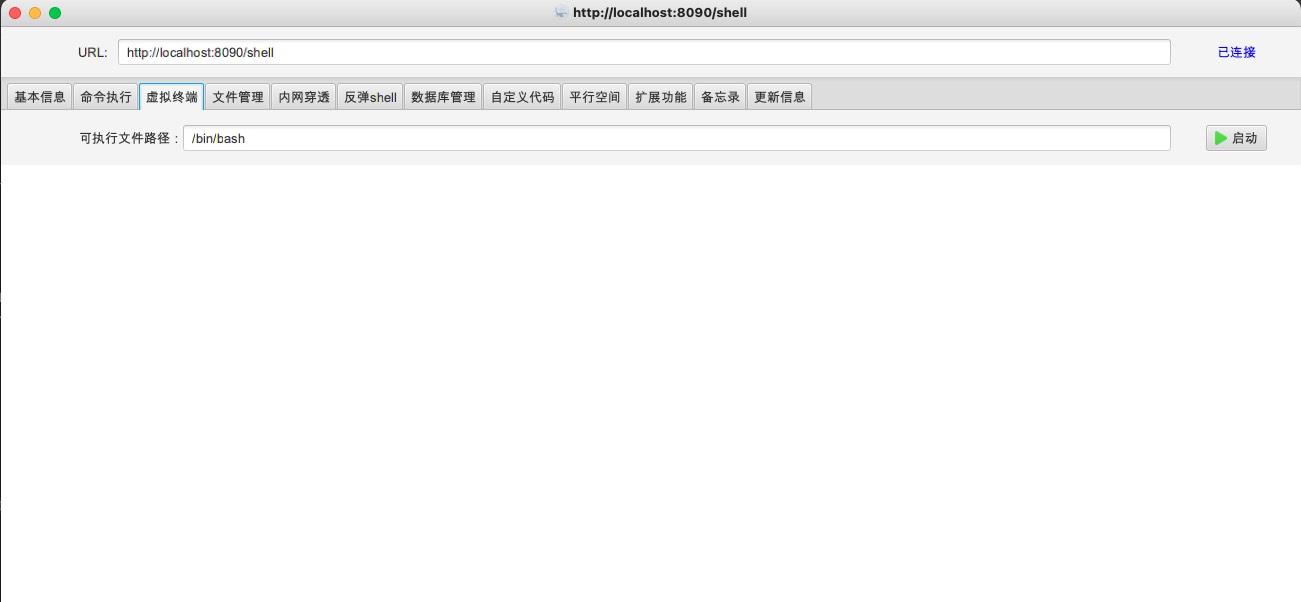 http://localhost:8090/shell
URL: http://localhost:8090/shell 已连接
基本信息 命令执行 虚拟终端 文件管理 内网穿透 反弹shell 数据库管理 自定义代码 平行空间 扩展功能 备忘录 更新信息
可执行文件路径： /bin/bash 启动